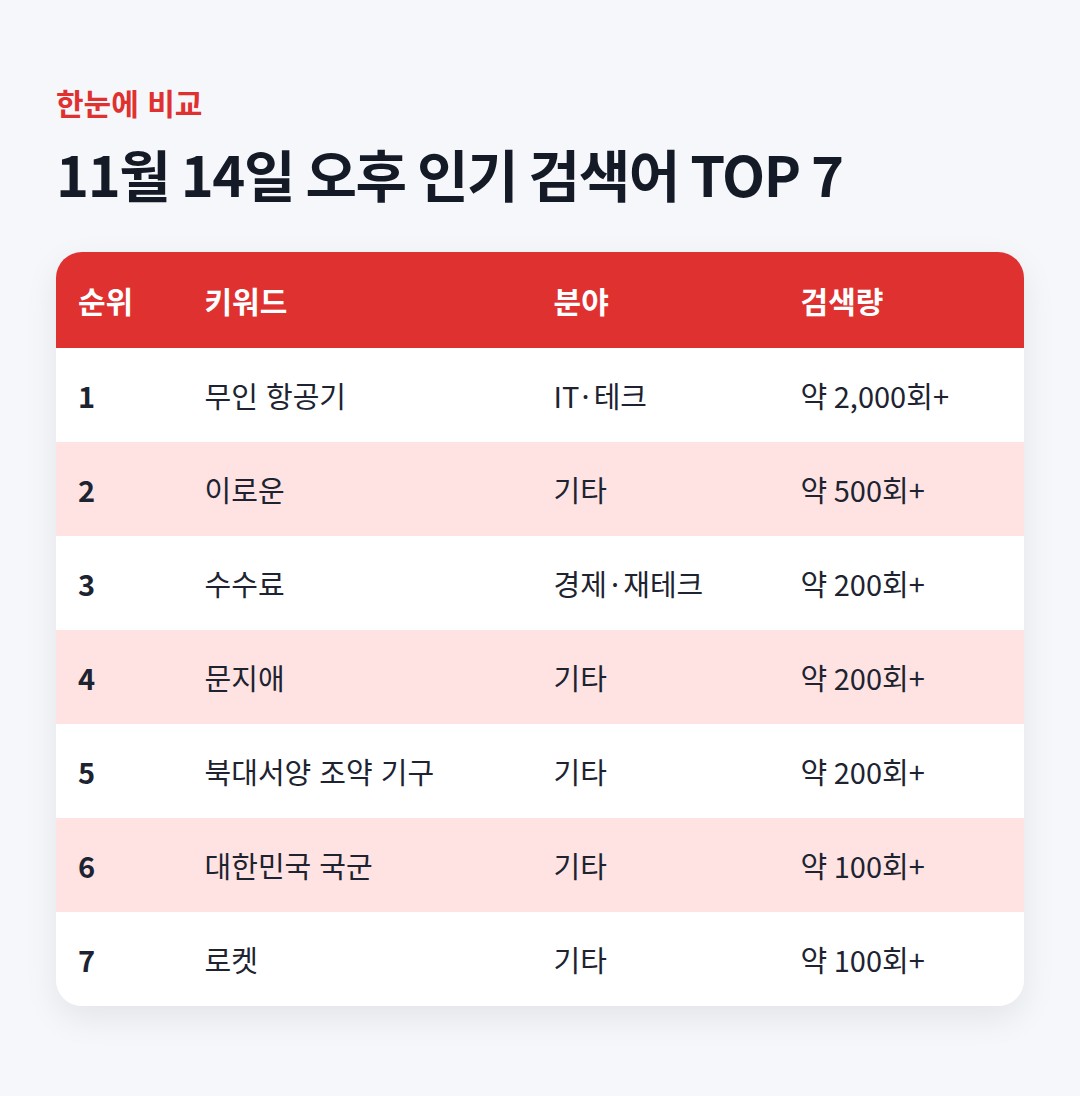 한눈에 비교
11월 14일 오후 인기 검색어 TOP 7
순위 키워드 분야 검색량
1 무인 항공기 IT·테크 약 2,000회+
2 이로운 기타 약 500회+
3 수수료 경제·재테크 약 200회+
4 문지애 기타 약 200회+
5 북대서양 조약 기구 기타 약 200회+
6 대한민국 국군 기타 약 100회+
7 로켓 기타 약 100회+